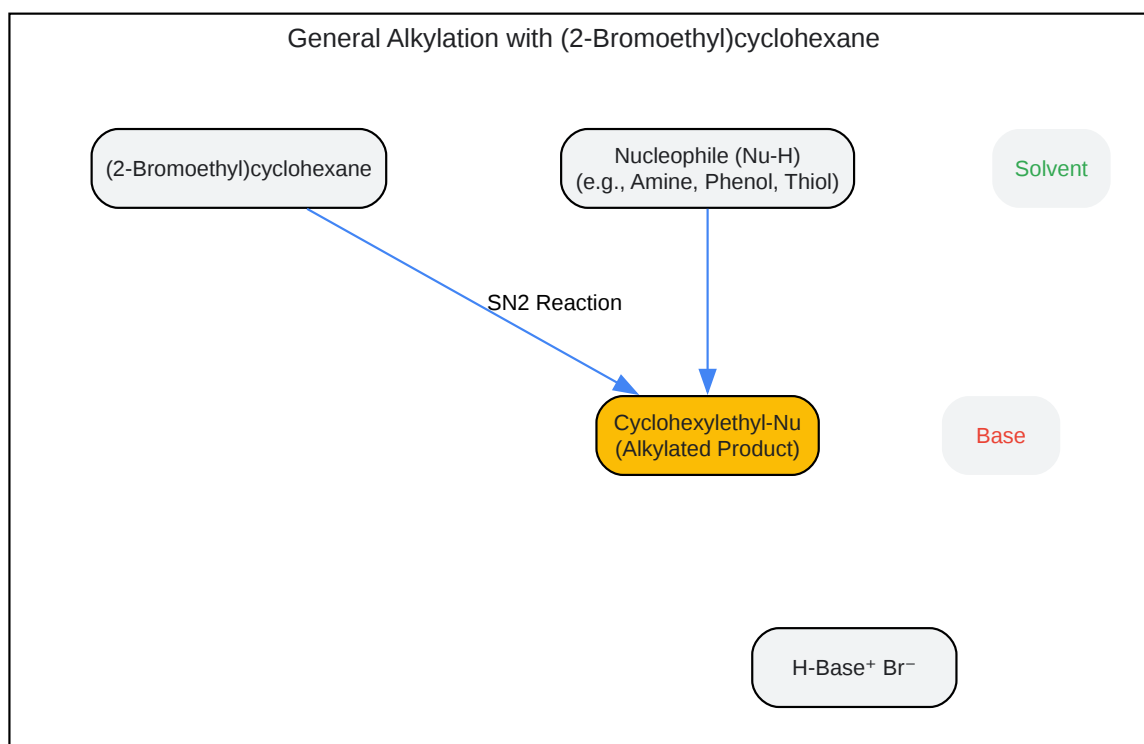 General Alkylation with (2-Bromoethyl)cyclohexane
(2-Bromoethyl)cyclohexane
Nucleophile (Nu-H)
(e.g., Amine, Phenol, Thiol)
Solvent
SN2 Reaction
Cyclohexylethyl-Nu
(Alkylated Product)
Base
H-Base⁺ Br⁻